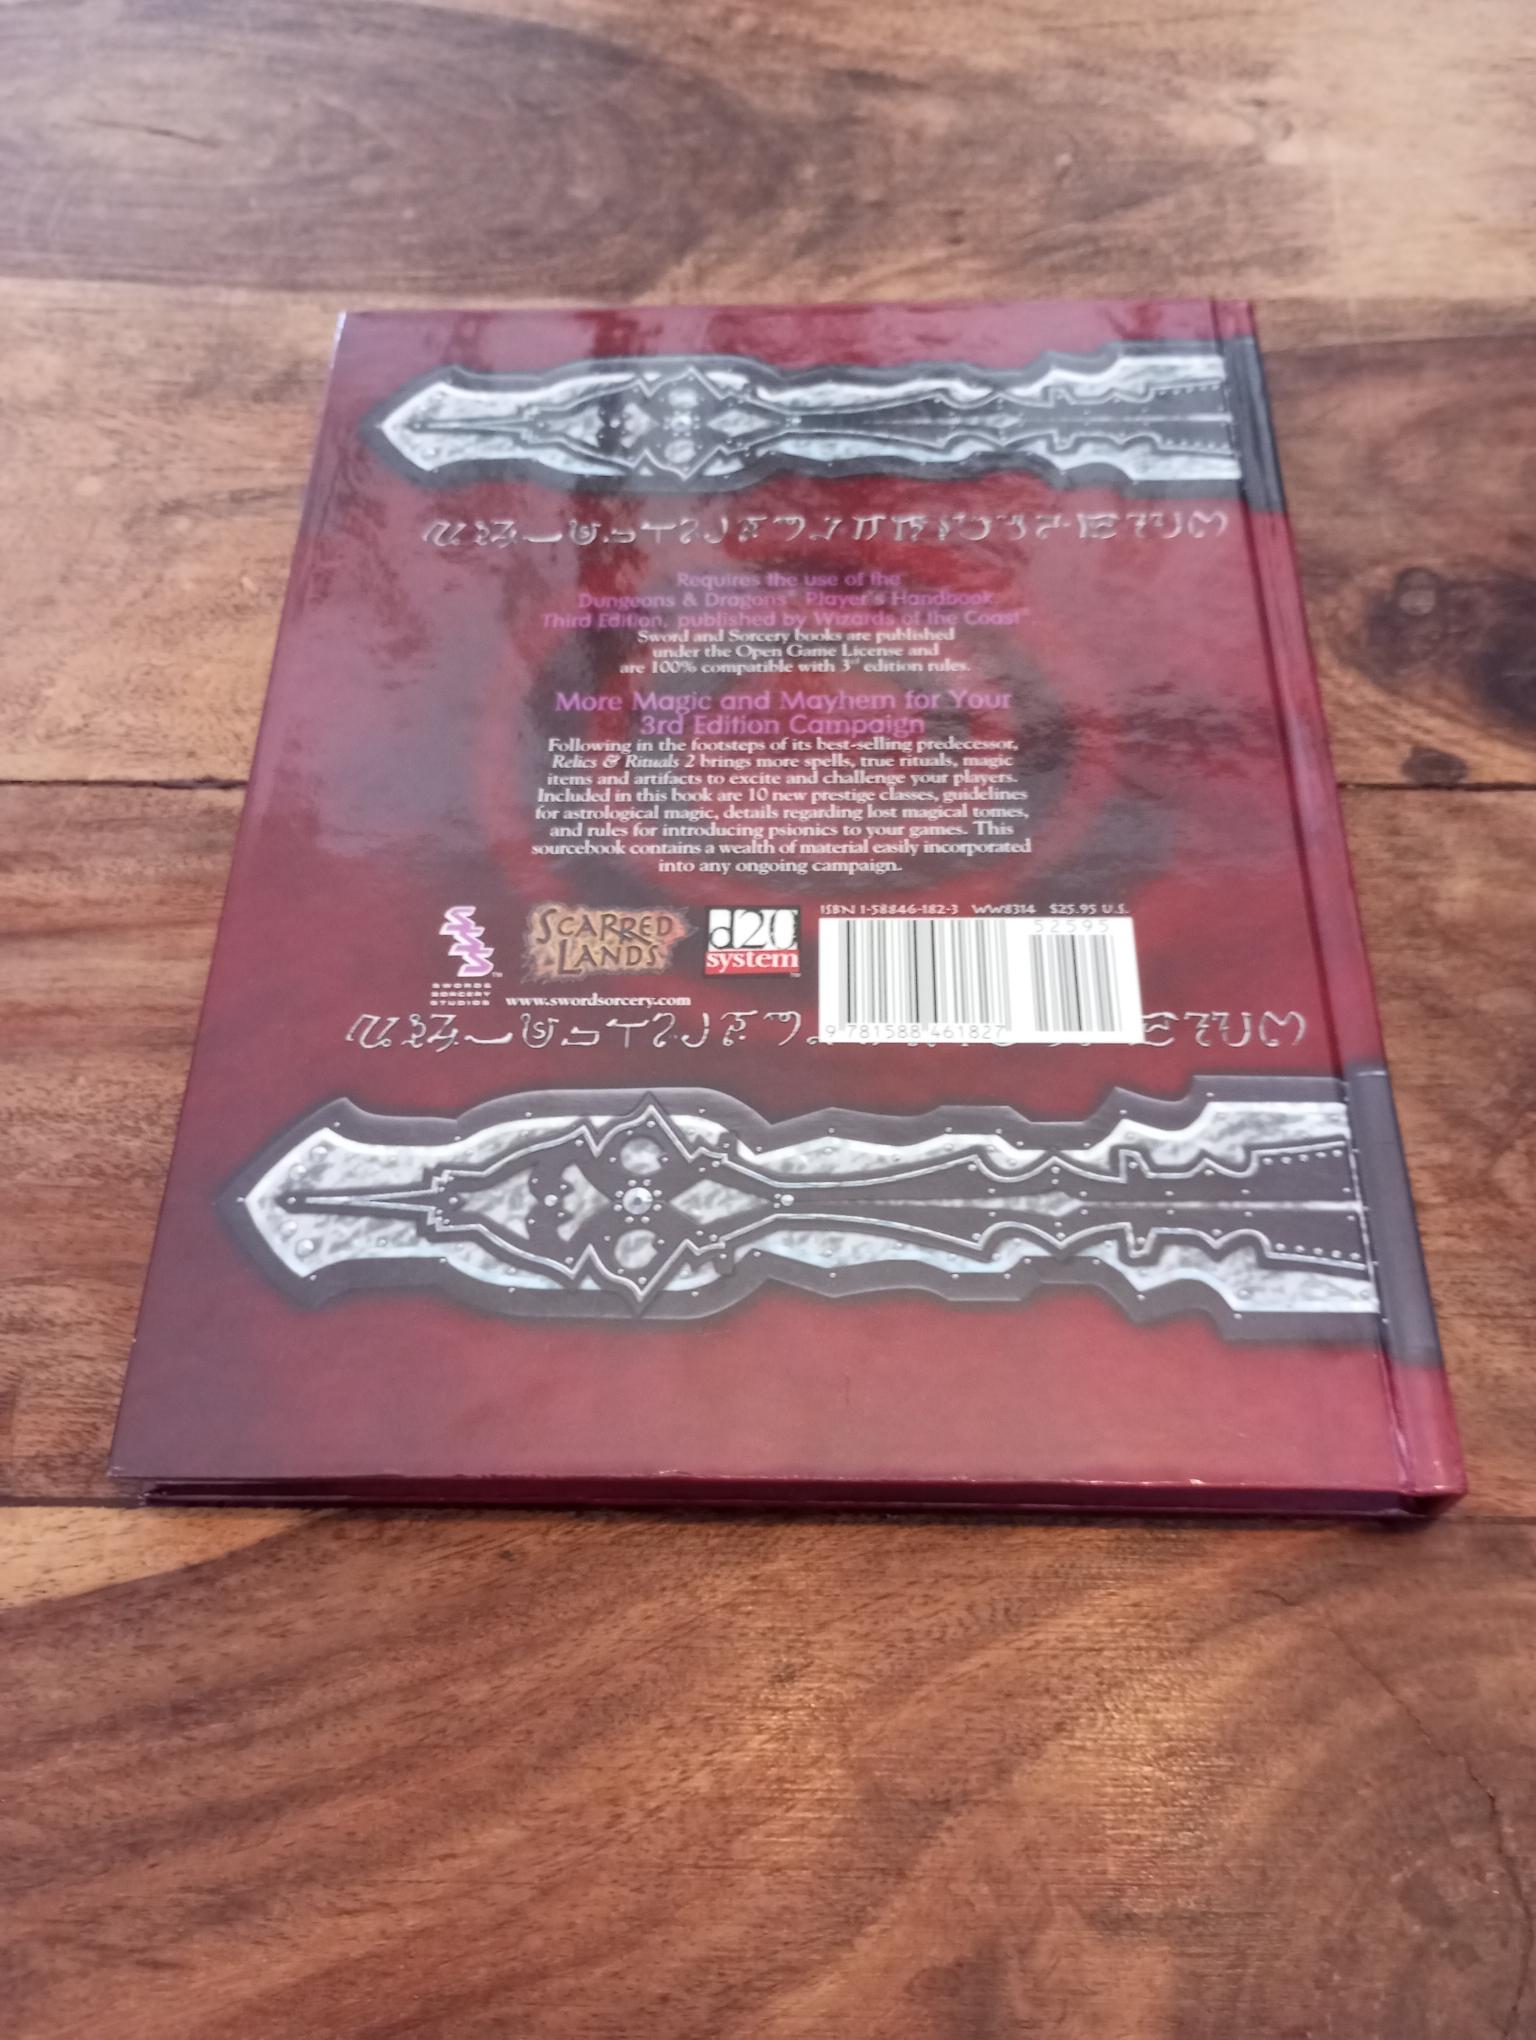 Requires the use of the
Dungeons & Dragons® Player's Handbook,
Third Edition, published by Wizards of the Coast®.
Sword and Sorcery books are published
under the Open Game License and
are 100% compatible with 3rd edition rules.
More Magic and Mayhem for Your
3rd Edition Campaign
Following in the footsteps of its best-selling predecessor,
Relics & Rituals 2 brings more spells, true rituals, magic
items and artifacts to excite and challenge your players.
Included in this book are 10 new prestige classes, guidelines
for astrological magic, details regarding lost magical tomes,
and rules for introducing psionics to your games. This
sourcebook contains a wealth of material easily incorporated
into any ongoing campaign.
ISBN 1-58846-182-3 WW8314 $25.95 U.S.
52595
SCARRED
LANDS
d20
system™
SWORD &
SORCERY
STUDIOS
www.swordsorcery.com
9 781588 461827